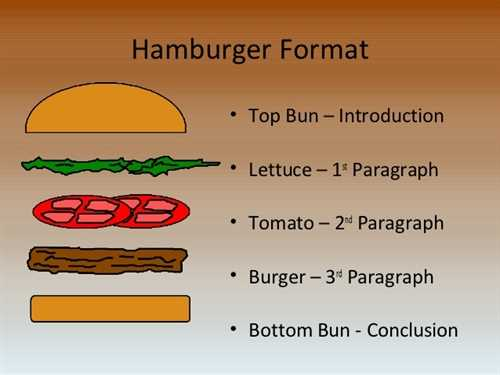 Hamburger Format
• Top Bun – Introduction
• Lettuce – 1st Paragraph
• Tomato – 2nd Paragraph
• Burger – 3rd Paragraph
• Bottom Bun - Conclusion